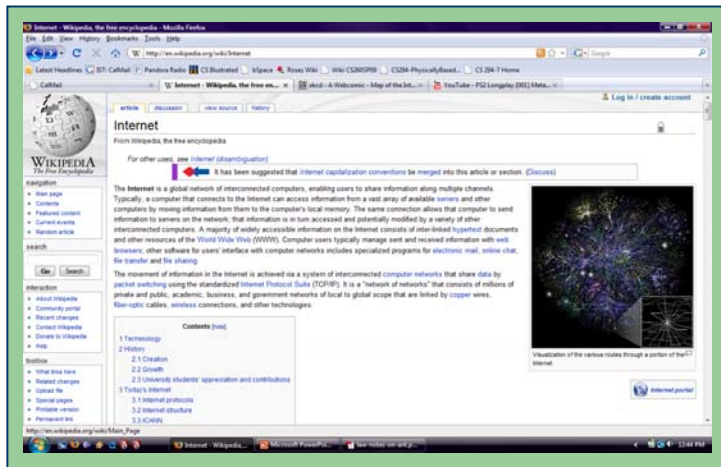 Internet - Wikipedia, the free encyclopedia - Mozilla Firefox
File Edit View History Bookmarks Tools Help
http://en.wikipedia.org/wiki/Internet
Google
Latest Headlines
CalMail
Pandora Radio
CS Illustrated
bSpace
Roses Wiki
Wiki CS260SP09
CS294-PhysicallyBased...
CS 294-7 Home
CalMail
Internet - Wikipedia, the free en...
xkcd - A Webcomic - Map of the Int...
YouTube - PS2 Longplay [001] Meta...
Log in / create account
article discussion view source history
Internet
From Wikipedia, the free encyclopedia
For other uses, see Internet (disambiguation)
It has been suggested that Internet capitalization conventions be merged into this article or section. (Discuss)
The Internet is a global network of interconnected computers, enabling users to share information along multiple channels.
Typically, a computer that connects to the Internet can access information from a vast array of available servers and other
computers by moving information from them to the computer's local memory. The same connection allows that computer to send
information to servers on the network; that information is in turn accessed and potentially modified by a variety of other
interconnected computers. A majority of widely accessible information on the Internet consists of inter-linked hypertext documents
and other resources of the World Wide Web (WWW). Computer users typically manage sent and received information with web
browsers; other software for users' interface with computer networks includes specialized programs for electronic mail, online chat,
file transfer and file sharing.
The movement of information in the Internet is achieved via a system of interconnected computer networks that share data by
packet switching using the standardized Internet Protocol Suite (TCP/IP). It is a "network of networks" that consists of millions of
private and public, academic, business, and government networks of local to global scope that are linked by copper wires,
fiber-optic cables, wireless connections, and other technologies.
Contents [hide]
1 Terminology
2 History
2.1 Creation
2.2 Growth
2.3 University students' appreciation and contributions
3 Today's Internet
3.1 Internet protocols
3.2 Internet structure
3.3 ICANN
Visualization of the various routes through a portion of the
Internet.
Internet portal
WIKIPEDIA
The Free Encyclopedia
navigation
Main page
Contents
Featured content
Current events
Random article
search
Go Search
interaction
About Wikipedia
Community portal
Recent changes
Contact Wikipedia
Donate to Wikipedia
Help
toolbox
What links here
Related changes
Upload file
Special pages
Printable version
Permanent link
http://en.wikipedia.org/wiki/Main_Page
Internet - Wikipedia,...
Microsoft PowerPoi...
12:44 PM